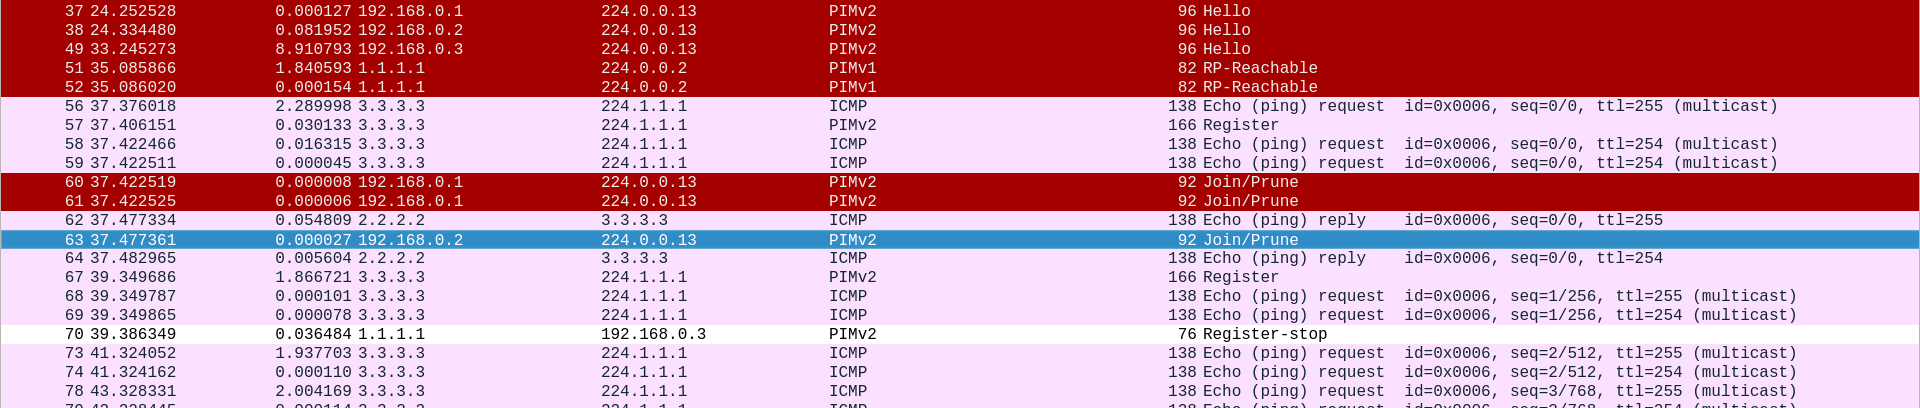 37 24.252528 0.000127 192.168.0.1 224.0.0.13 PIMv2 96 Hello
38 24.334480 0.081952 192.168.0.2 224.0.0.13 PIMv2 96 Hello
49 33.245273 8.910793 192.168.0.3 224.0.0.13 PIMv2 96 Hello
51 35.085866 1.840593 1.1.1.1 224.0.0.2 PIMv1 82 RP-Reachable
52 35.086020 0.000154 1.1.1.1 224.0.0.2 PIMv1 82 RP-Reachable
56 37.376018 2.289998 3.3.3.3 224.1.1.1 ICMP 138 Echo (ping) request id=0x0006, seq=0/0, ttl=255 (multicast)
57 37.406151 0.030133 3.3.3.3 224.1.1.1 PIMv2 166 Register
58 37.422466 0.016315 3.3.3.3 224.1.1.1 ICMP 138 Echo (ping) request id=0x0006, seq=0/0, ttl=254 (multicast)
59 37.422511 0.000045 3.3.3.3 224.1.1.1 ICMP 138 Echo (ping) request id=0x0006, seq=0/0, ttl=254 (multicast)
60 37.422519 0.000008 192.168.0.1 224.0.0.13 PIMv2 92 Join/Prune
61 37.422525 0.000006 192.168.0.1 224.0.0.13 PIMv2 92 Join/Prune
62 37.477334 0.054809 2.2.2.2 3.3.3.3 ICMP 138 Echo (ping) reply id=0x0006, seq=0/0, ttl=255
63 37.477361 0.000027 192.168.0.2 224.0.0.13 PIMv2 92 Join/Prune
64 37.482965 0.005604 2.2.2.2 3.3.3.3 ICMP 138 Echo (ping) reply id=0x0006, seq=0/0, ttl=254
67 39.349686 1.866721 3.3.3.3 224.1.1.1 PIMv2 166 Register
68 39.349787 0.000101 3.3.3.3 224.1.1.1 ICMP 138 Echo (ping) request id=0x0006, seq=1/256, ttl=255 (multicast)
69 39.349865 0.000078 3.3.3.3 224.1.1.1 ICMP 138 Echo (ping) request id=0x0006, seq=1/256, ttl=254 (multicast)
70 39.386349 0.036484 1.1.1.1 192.168.0.3 PIMv2 76 Register-stop
73 41.324052 1.937703 3.3.3.3 224.1.1.1 ICMP 138 Echo (ping) request id=0x0006, seq=2/512, ttl=255 (multicast)
74 41.324162 0.000110 3.3.3.3 224.1.1.1 ICMP 138 Echo (ping) request id=0x0006, seq=2/512, ttl=254 (multicast)
78 43.328331 2.004169 3.3.3.3 224.1.1.1 ICMP 138 Echo (ping) request id=0x0006, seq=3/768, ttl=255 (multicast)